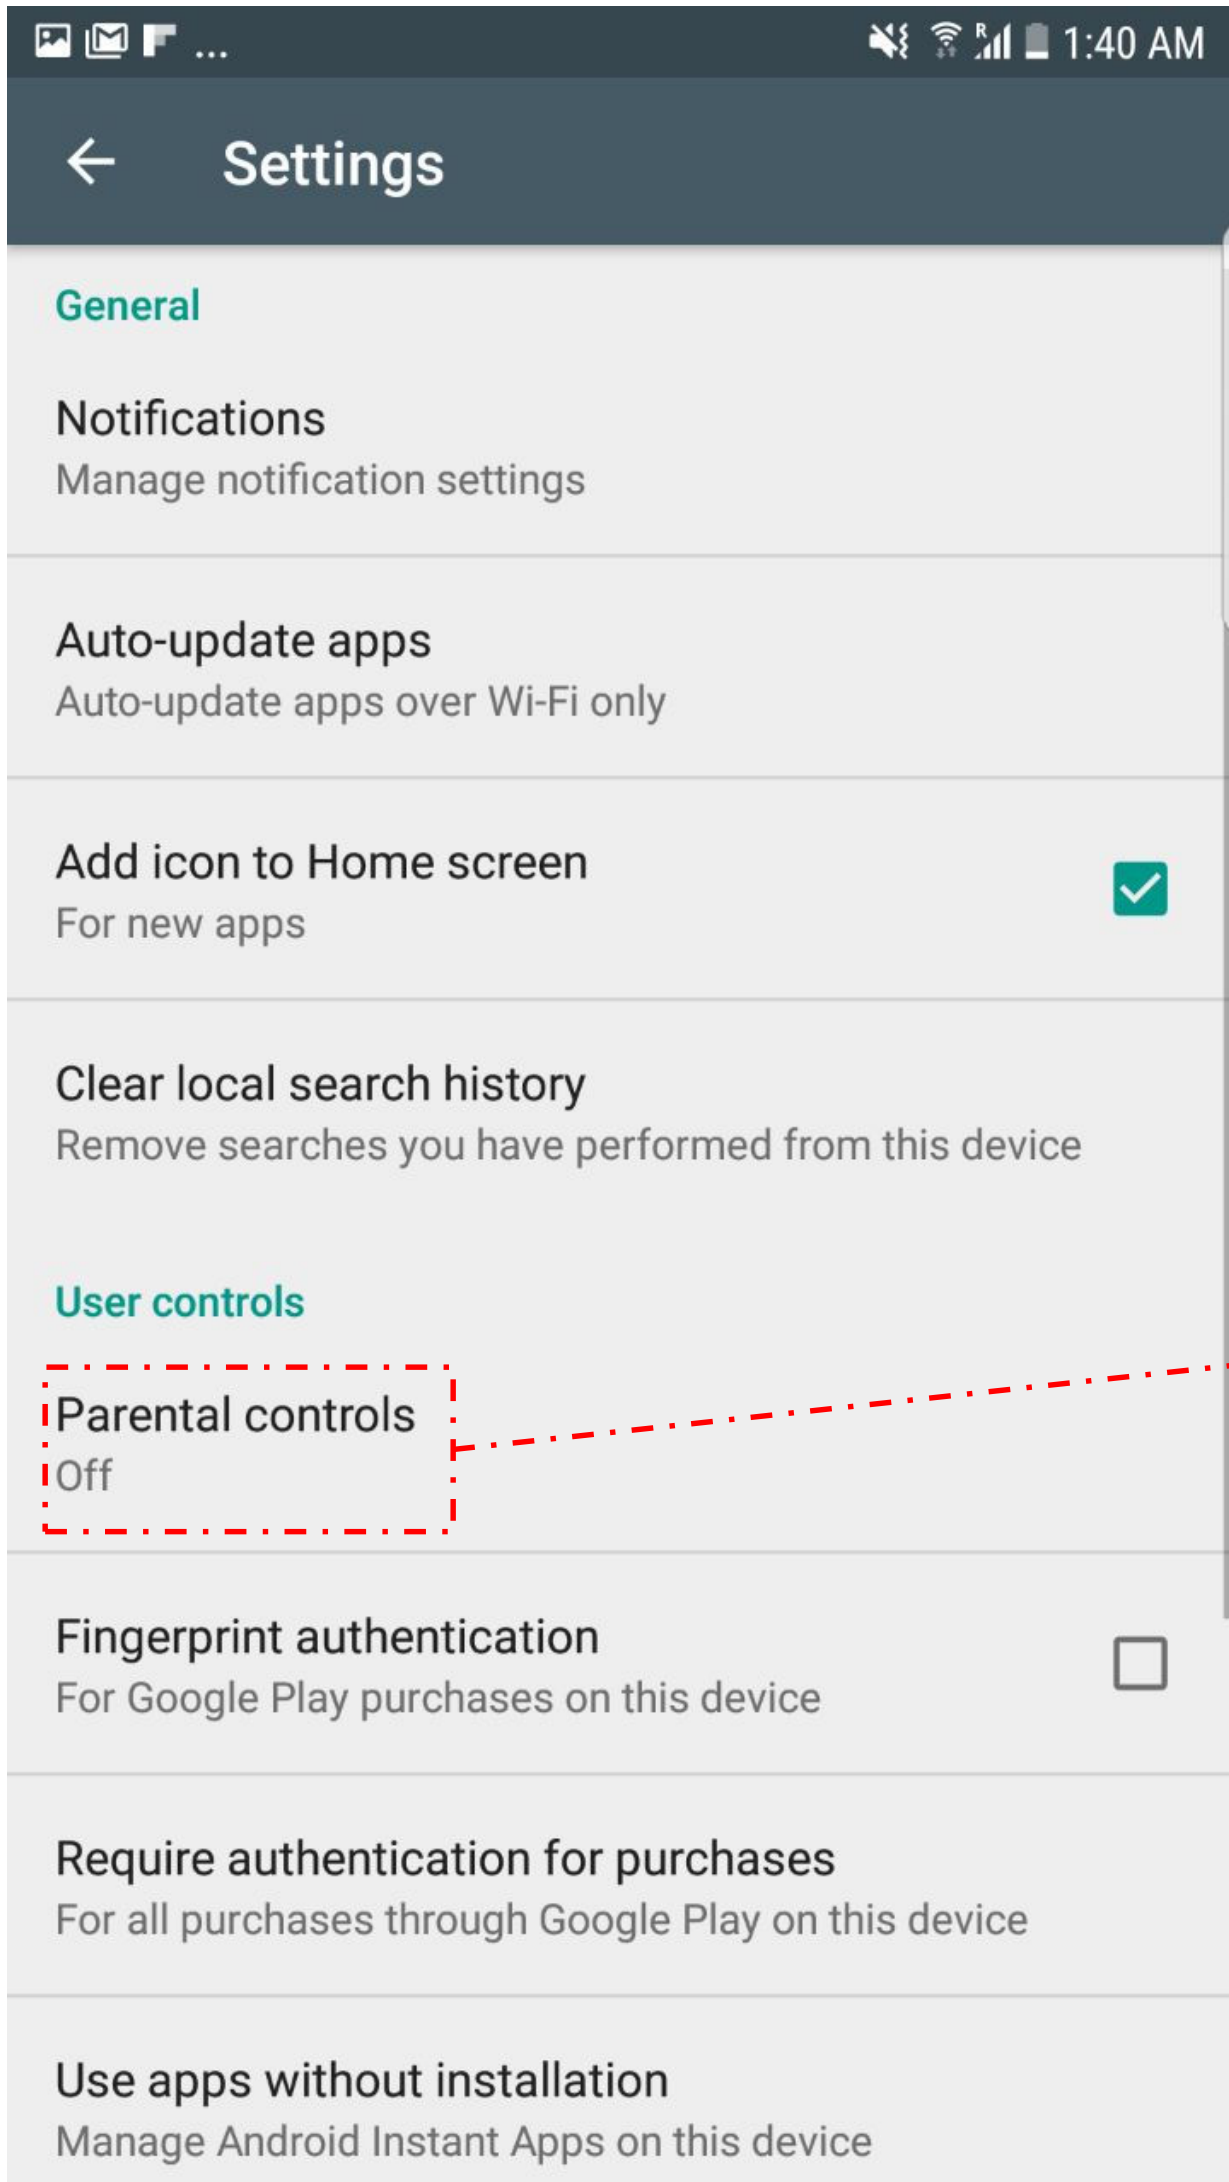 ... R 1:40 AM
Settings
General
Notifications
Manage notification settings
Auto-update apps
Auto-update apps over Wi-Fi only
Add icon to Home screen
For new apps
Clear local search history
Remove searches you have performed from this device
User controls
Parental controls
Off
Fingerprint authentication
For Google Play purchases on this device
Require authentication for purchases
For all purchases through Google Play on this device
Use apps without installation
Manage Android Instant Apps on this device